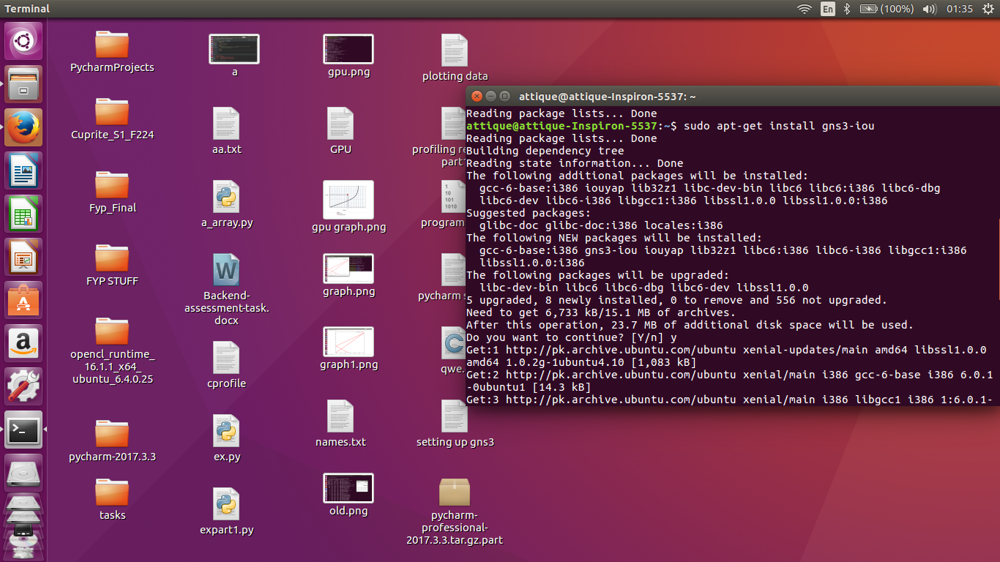 Terminal
En
(100%)
01:35
PycharmProjects
Cuprite_S1_F224
Fyp_Final
FYP STUFF
opencl_runtime_
16.1.1_x64_
ubuntu_6.4.0.25
pycharm-2017.3.3
tasks
a
aa.txt
a_array.py
W
Backend-
assessment-task.
docx
cprofile
ex.py
expart1.py
gpu.png
GPU
gpu graph.png
graph.png
graph1.png
names.txt
old.png
plotting data
profiling re
part1
1
10
101
1010
program
pycharm s
C
qwe.
setting up gns3
pycharm-
professional-
2017.3.3.tar.gz.part
attique@attique-Inspiron-5537: ~
Reading package lists... Done
attique@attique-Inspiron-5537:~$ sudo apt-get install gns3-iou
Reading package lists... Done
Building dependency tree
Reading state information... Done
The following additional packages will be installed:
gcc-6-base:i386 iouyap lib32z1 libc-dev-bin libc6 libc6:i386 libc6-dbg
libc6-dev libc6-i386 libgcc1:i386 libssl1.0.0 libssl1.0.0:i386
Suggested packages:
glibc-doc glibc-doc:i386 locales:i386
The following NEW packages will be installed:
gcc-6-base:i386 gns3-iou iouyap lib32z1 libc6:i386 libc6-i386 libgcc1:i386
libssl1.0.0:i386
The following packages will be upgraded:
libc-dev-bin libc6 libc6-dbg libc6-dev libssl1.0.0
5 upgraded, 8 newly installed, 0 to remove and 556 not upgraded.
Need to get 6,733 kB/15.1 MB of archives.
After this operation, 23.7 MB of additional disk space will be used.
Do you want to continue? [Y/n] y
Get:1 http://pk.archive.ubuntu.com/ubuntu xenial-updates/main amd64 libssl1.0.0
amd64 1.0.2g-1ubuntu4.10 [1,083 kB]
Get:2 http://pk.archive.ubuntu.com/ubuntu xenial/main i386 gcc-6-base i386 6.0.1
-0ubuntu1 [14.3 kB]
Get:3 http://pk.archive.ubuntu.com/ubuntu xenial/main i386 libgcc1 i386 1:6.0.1-